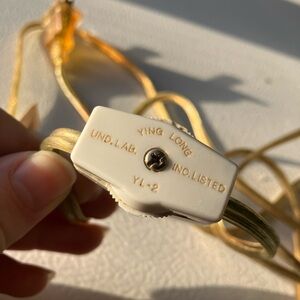 YING LONG
UND. LAB. INC. LISTED
YL-2